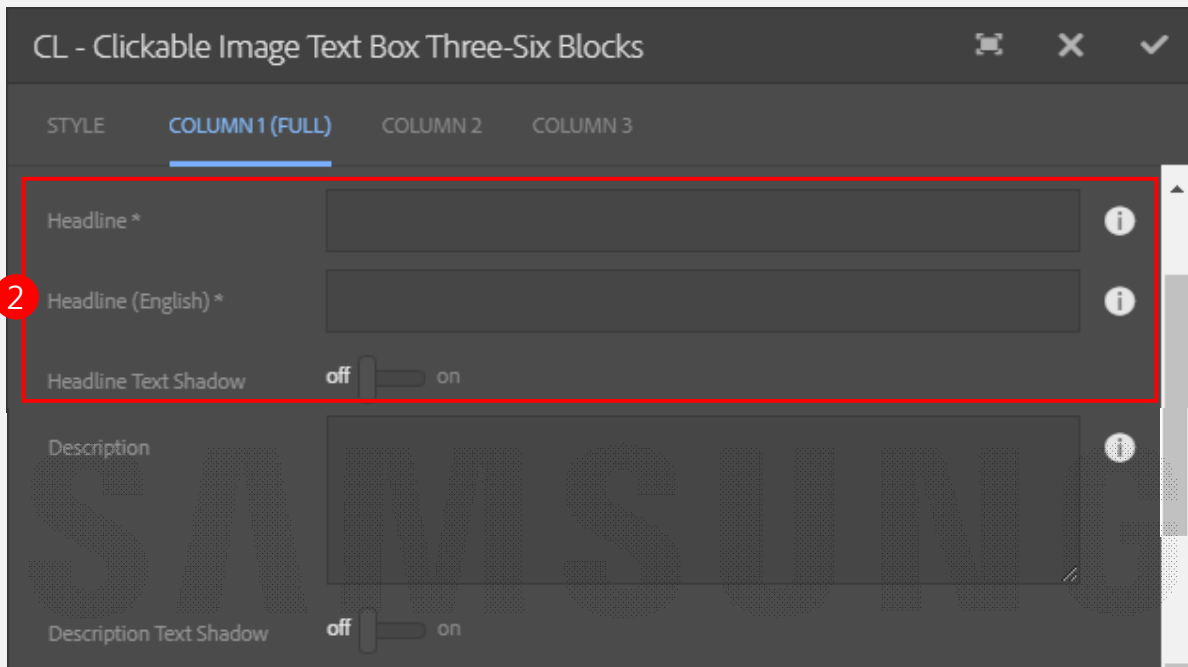 CL - Clickable Image Text Box Three-Six Blocks
STYLE COLUMN 1 (FULL) COLUMN 2 COLUMN 3
Headline *
2 Headline (English) *
Headline Text Shadow off on
Description
SAMSUNG
Description Text Shadow off on